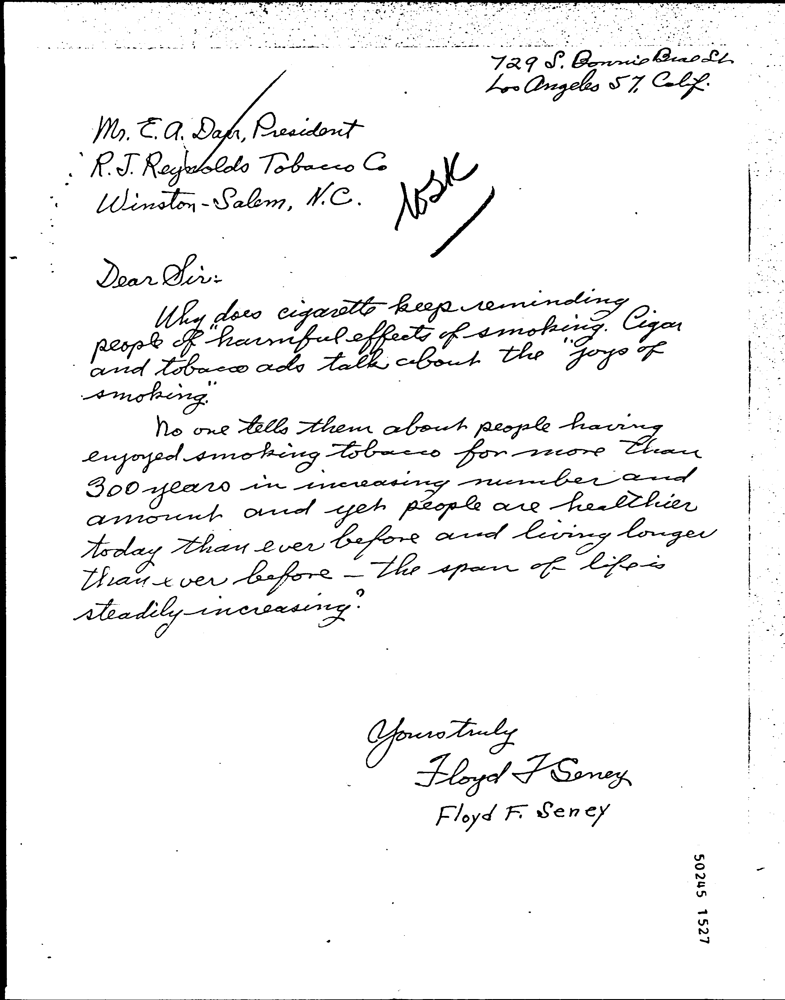 729 S. Bonnie Brae St.
Los Angeles 57, Calif.
Mr. E. A. Darr, President
R.J. Reynolds Tobacco Co
Winston-Salem, N.C.
Dear Sir:
Why does cigarette keep reminding
people of "harmful effects of smoking. Cigar
and tobacco ads talk about the "joys of
smoking."
No one tells them about people having
enjoyed smoking tobacco for more than
300 years in increasing number and
amount and yet people are healthier
today than ever before and living longer
than ever before – the span of life is
steadily increasing?
Yours truly
Floyd F Seney
Floyd F. Seney
50245 1527